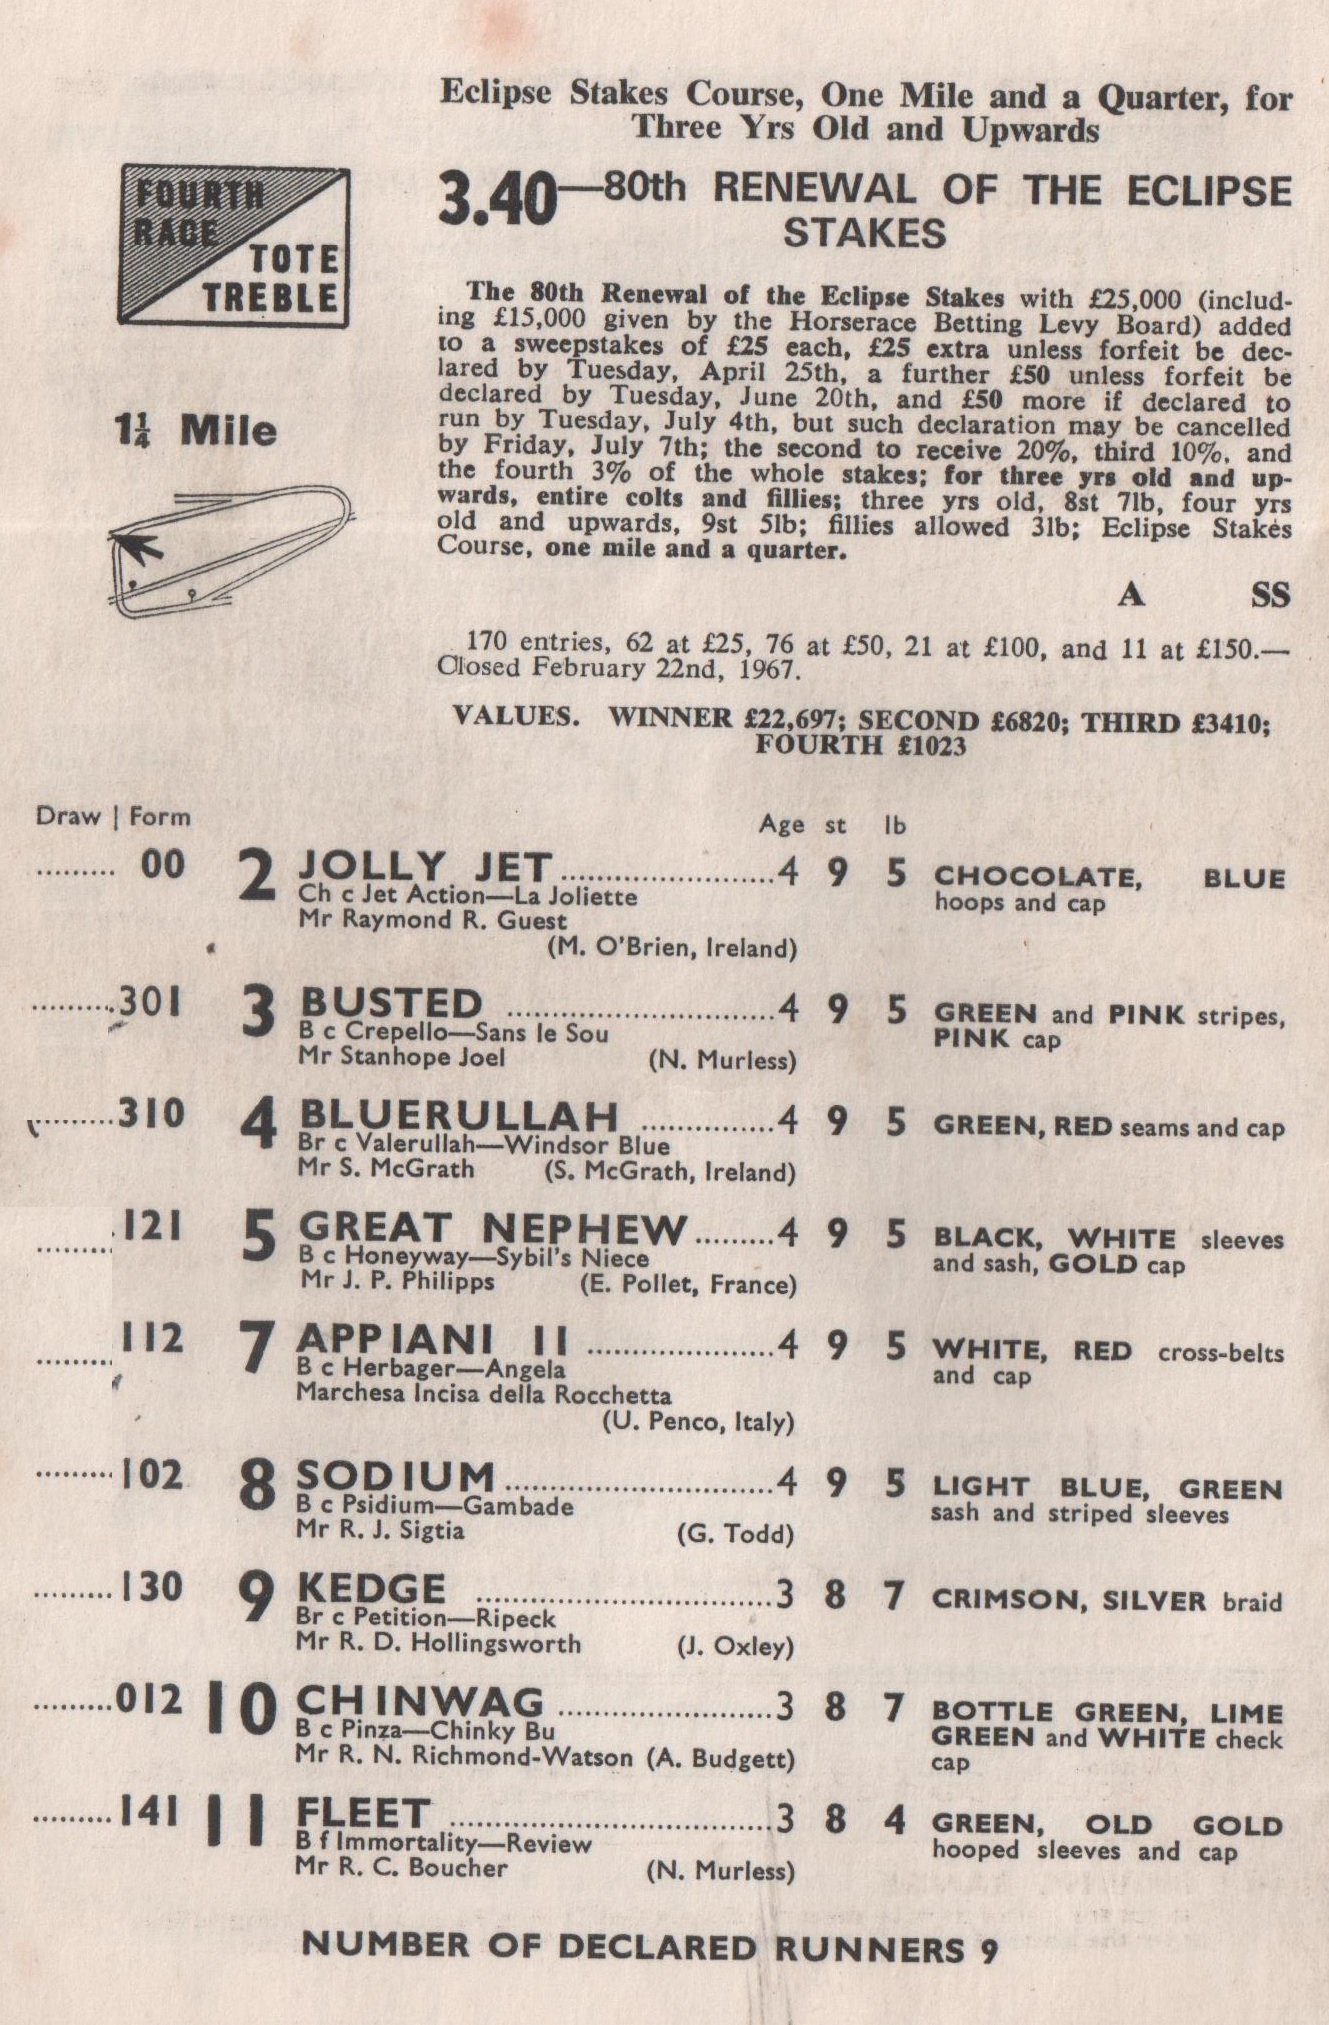 Eclipse Stakes Course, One Mile and a Quarter, for
Three Yrs Old and Upwards
FOURTH
RACE
TOTE
TREBLE
3.40—80th RENEWAL OF THE ECLIPSE
STAKES
The 80th Renewal of the Eclipse Stakes with £25,000 (includ-
ing £15,000 given by the Horserace Betting Levy Board) added
to a sweepstakes of £25 each, £25 extra unless forfeit be dec-
lared by Tuesday, April 25th, a further £50 unless forfeit be
declared by Tuesday, June 20th, and £50 more if declared to
run by Tuesday, July 4th, but such declaration may be cancelled
by Friday, July 7th; the second to receive 20%, third 10%, and
the fourth 3% of the whole stakes; for three yrs old and up-
wards, entire colts and fillies; three yrs old, 8st 7lb, four yrs
old and upwards, 9st 5lb; fillies allowed 3lb; Eclipse Stakes
Course, one mile and a quarter.
1¼ Mile
A SS
170 entries, 62 at £25, 76 at £50, 21 at £100, and 11 at £150.—
Closed February 22nd, 1967.
VALUES. WINNER £22,697; SECOND £6820; THIRD £3410;
FOURTH £1023
Draw | Form
Age st lb
......... 00 2 JOLLY JET........................4 9 5 CHOCOLATE, BLUE
Ch c Jet Action—La Joliette hoops and cap
Mr Raymond R. Guest
(M. O'Brien, Ireland)
.........301 3 BUSTED ..............................4 9 5 GREEN and PINK stripes,
B c Crepello—Sans le Sou PINK cap
Mr Stanhope Joel (N. Murless)
.........310 4 BLUERULLAH ...............4 9 5 GREEN, RED seams and cap
Br c Valerullah—Windsor Blue
Mr S. McGrath (S. McGrath, Ireland)
.........121 5 GREAT NEPHEW.........4 9 5 BLACK, WHITE sleeves
B c Honeyway—Sybil's Niece and sash, GOLD cap
Mr J. P. Philipps (E. Pollet, France)
.........112 7 APPIANI II .....................4 9 5 WHITE, RED cross-belts
B c Herbager—Angela and cap
Marchesa Incisa della Rocchetta
(U. Penco, Italy)
.........102 8 SODIUM..............................4 9 5 LIGHT BLUE, GREEN
B c Psidium—Gambade sash and striped sleeves
Mr R. J. Sigtia (G. Todd)
.........130 9 KEDGE .................................3 8 7 CRIMSON, SILVER braid
Br c Petition—Ripeck
Mr R. D. Hollingsworth (J. Oxley)
.........012 10 CHINWAG ........................3 8 7 BOTTLE GREEN, LIME
B c Pinza—Chinky Bu GREEN and WHITE check
Mr R. N. Richmond-Watson (A. Budgett) cap
.........141 11 FLEET ....................................3 8 4 GREEN, OLD GOLD
B f Immortality—Review hooped sleeves and cap
Mr R. C. Boucher (N. Murless)
NUMBER OF DECLARED RUNNERS 9